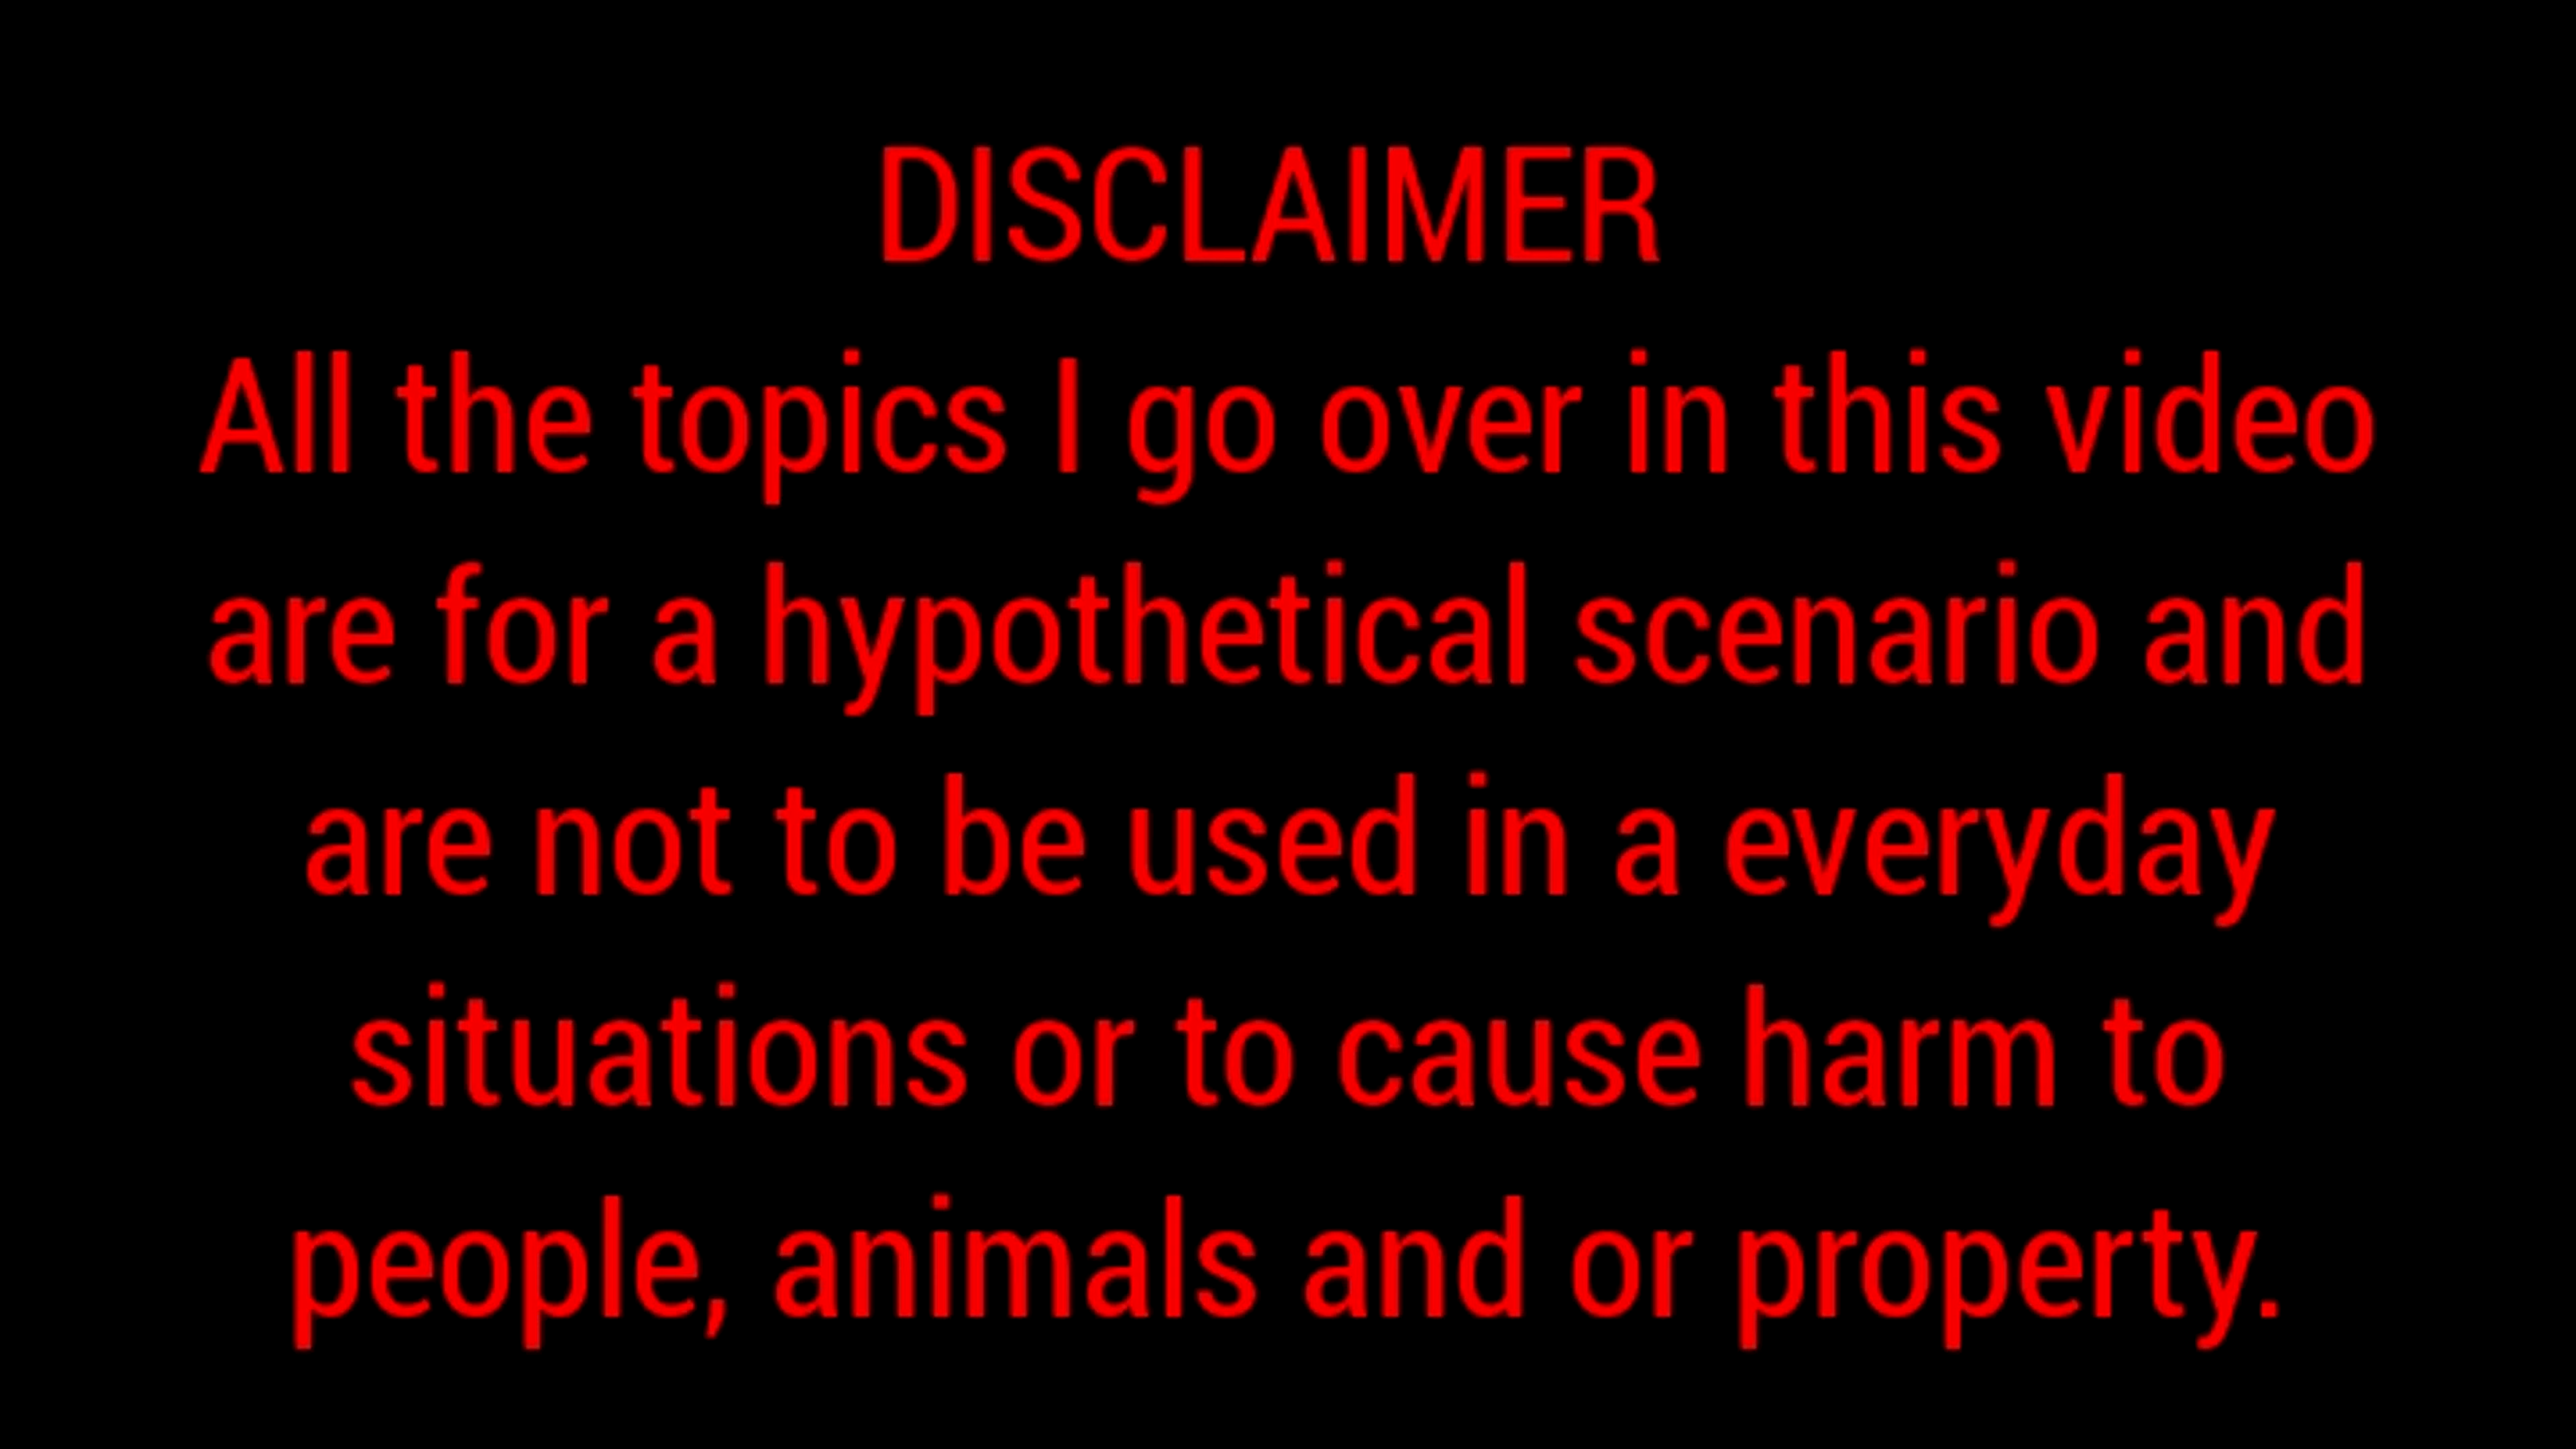 DISCLAIMER
All the topics I go over in this video
are for a hypothetical scenario and
are not to be used in a everyday
situations or to cause harm to
people, animals and or property.